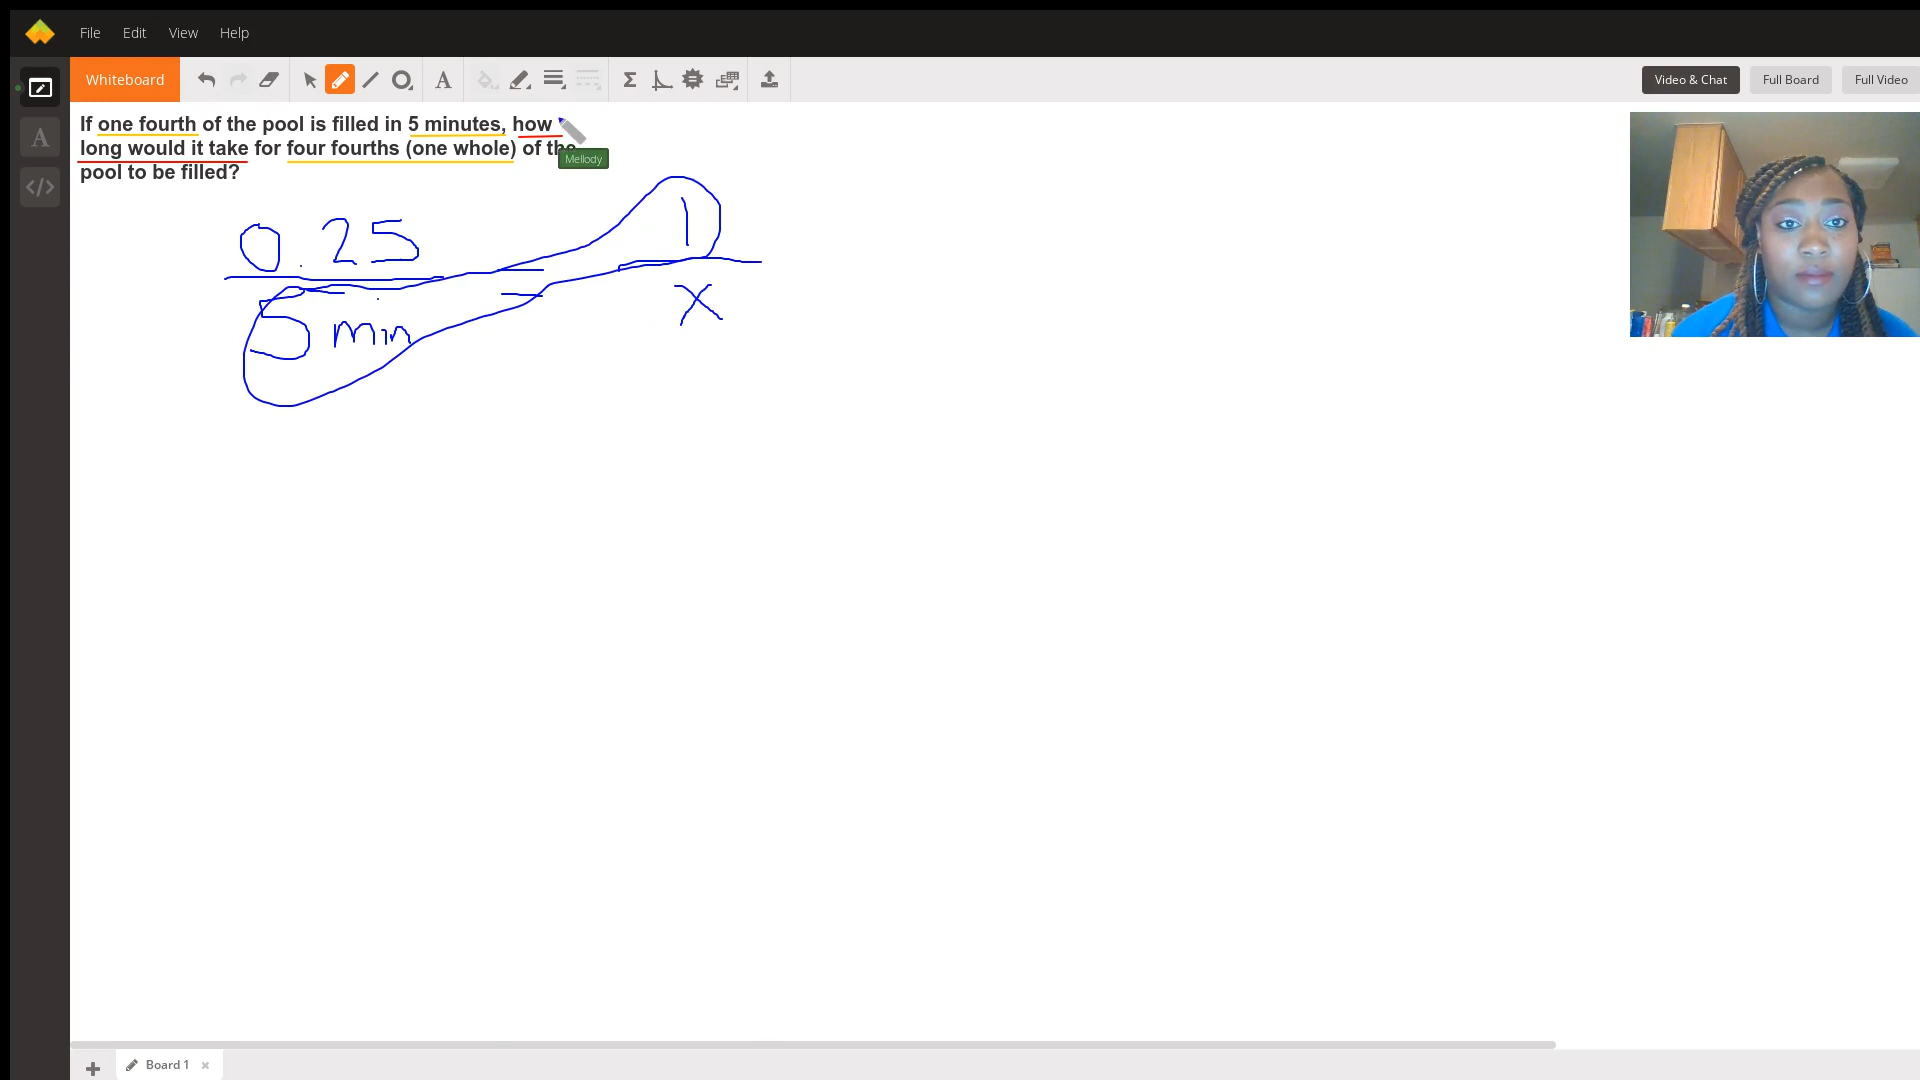 File Edit View Help
Whiteboard A Σ Video & Chat Full Board Full Video
If one fourth of the pool is filled in 5 minutes, how
long would it take for four fourths (one whole) of the
Mellody
pool to be filled?
A
</>
0.25 = 1
5 min x
+ Board 1 ×